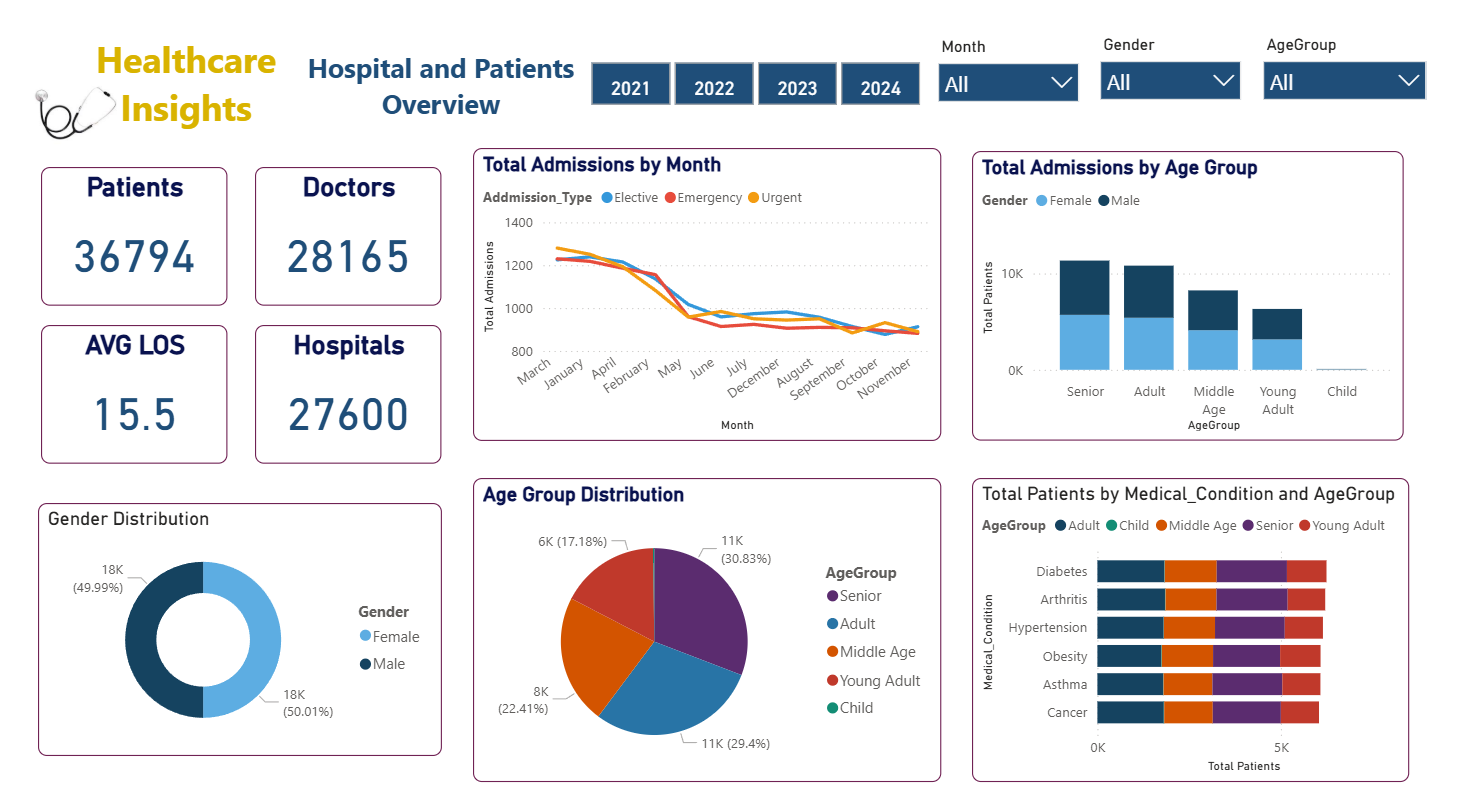 Healthcare
Insights
Hospital and Patients
Overview
2021
2022
2023
2024
Month
All
Gender
All
AgeGroup
All
Patients
36794
Doctors
28165
AVG LOS
15.5
Hospitals
27600
Total Admissions by Month
Addmission_Type Elective Emergency Urgent
Total Admissions
1400
1200
1000
800
March
January
April
February
May
June
July
December
August
September
October
November
Month
Total Admissions by Age Group
Gender Female Male
Total Patients
10K
0K
Senior
Adult
Middle
Age
Young
Adult
Child
AgeGroup
Gender Distribution
18K
(49.99%)
18K
(50.01%)
Gender
Female
Male
Age Group Distribution
6K (17.18%)
11K
(30.83%)
8K
(22.41%)
11K (29.4%)
AgeGroup
Senior
Adult
Middle Age
Young Adult
Child
Total Patients by Medical_Condition and AgeGroup
AgeGroup Adult Child Middle Age Senior Young Adult
Medical_Condition
Diabetes
Arthritis
Hypertension
Obesity
Asthma
Cancer
0K
5K
Total Patients